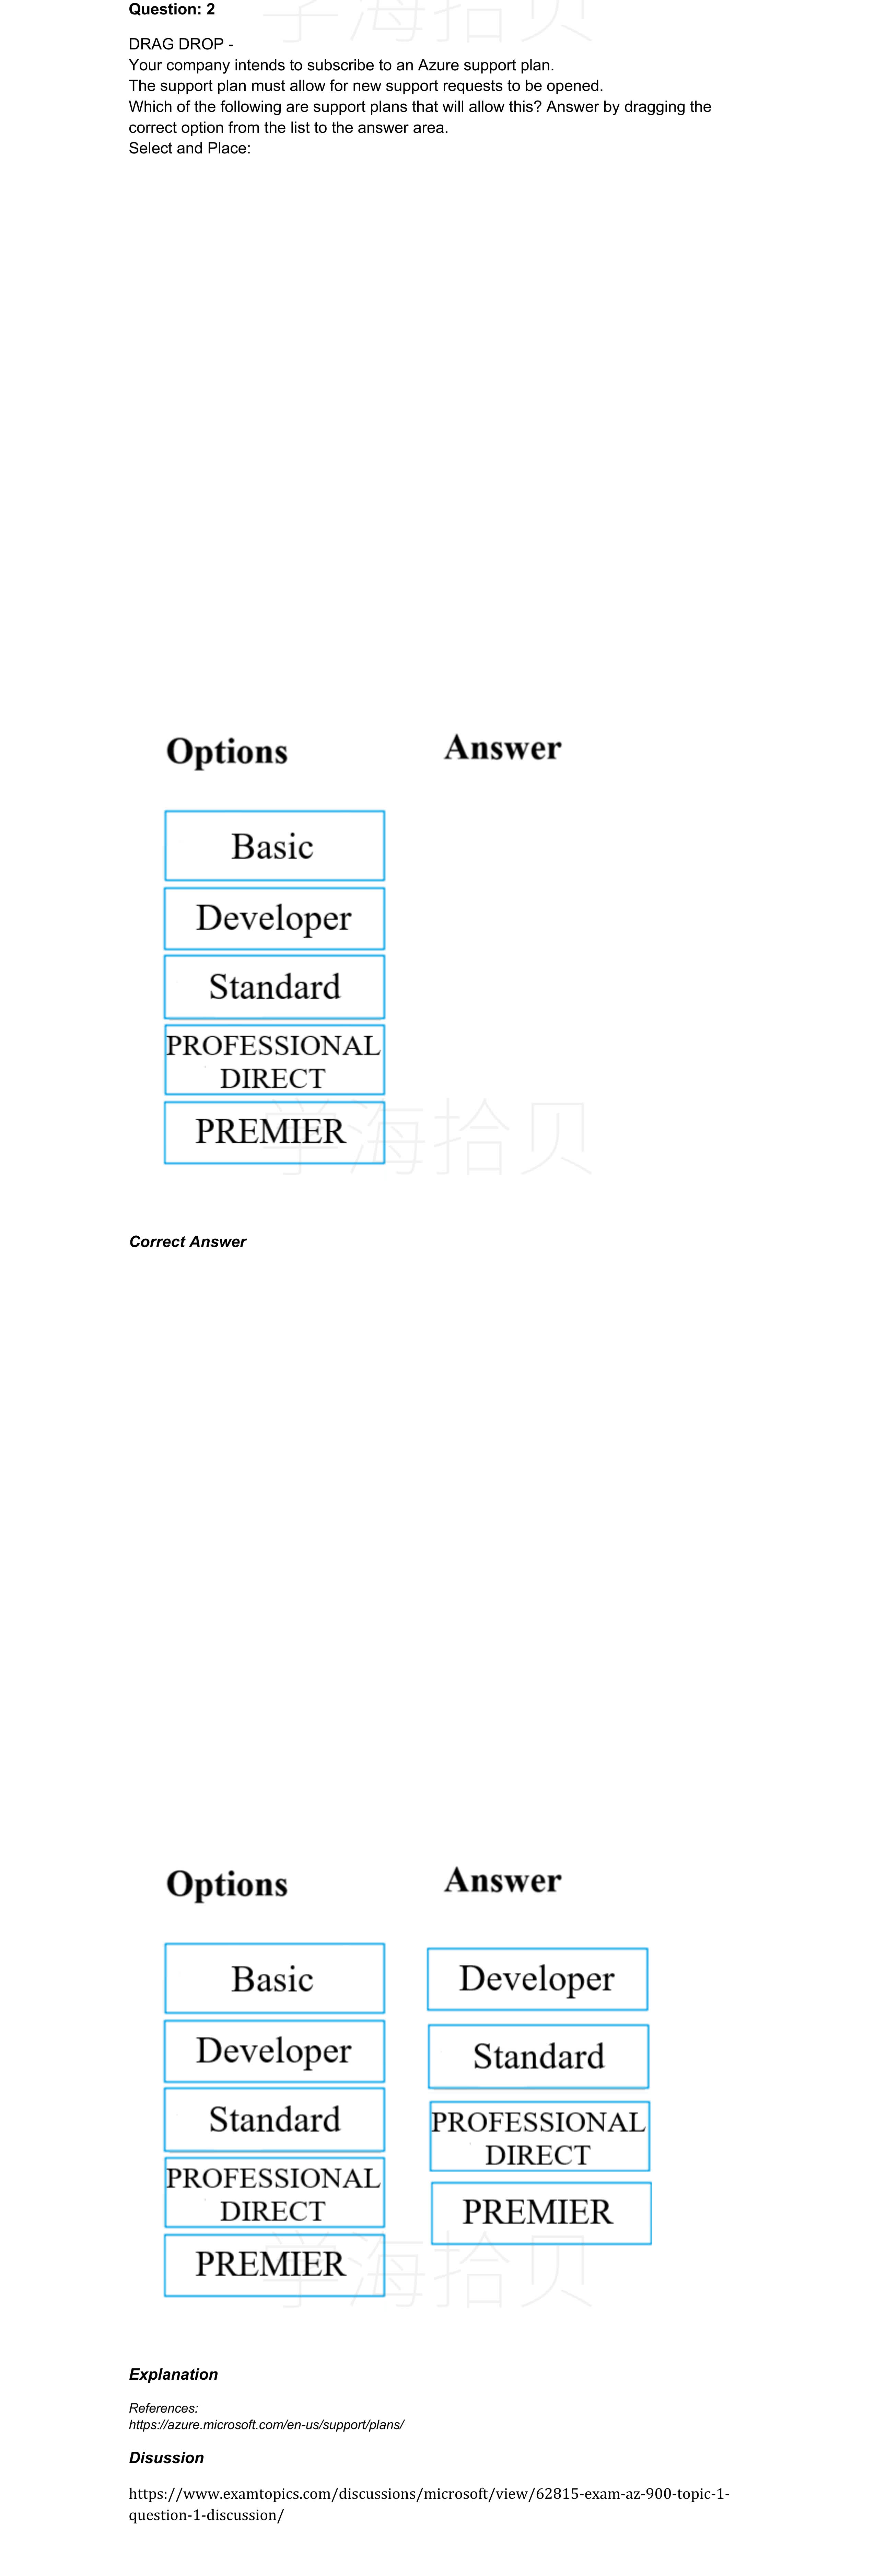 Question: 2
学海拾贝
DRAG DROP -
Your company intends to subscribe to an Azure support plan.
The support plan must allow for new support requests to be opened.
Which of the following are support plans that will allow this? Answer by dragging the
correct option from the list to the answer area.
Select and Place:
Options
Answer
Basic
Developer
Standard
PROFESSIONAL
DIRECT
PREMIER
学海拾贝
Correct Answer
Options
Answer
Basic
Developer
Developer
Standard
Standard
PROFESSIONAL
DIRECT
PROFESSIONAL
DIRECT
PREMIER
PREMIER
学海拾贝
Explanation
References:
https://azure.microsoft.com/en-us/support/plans/
Disussion
https://www.examtopics.com/discussions/microsoft/view/62815-exam-az-900-topic-1-
question-1-discussion/